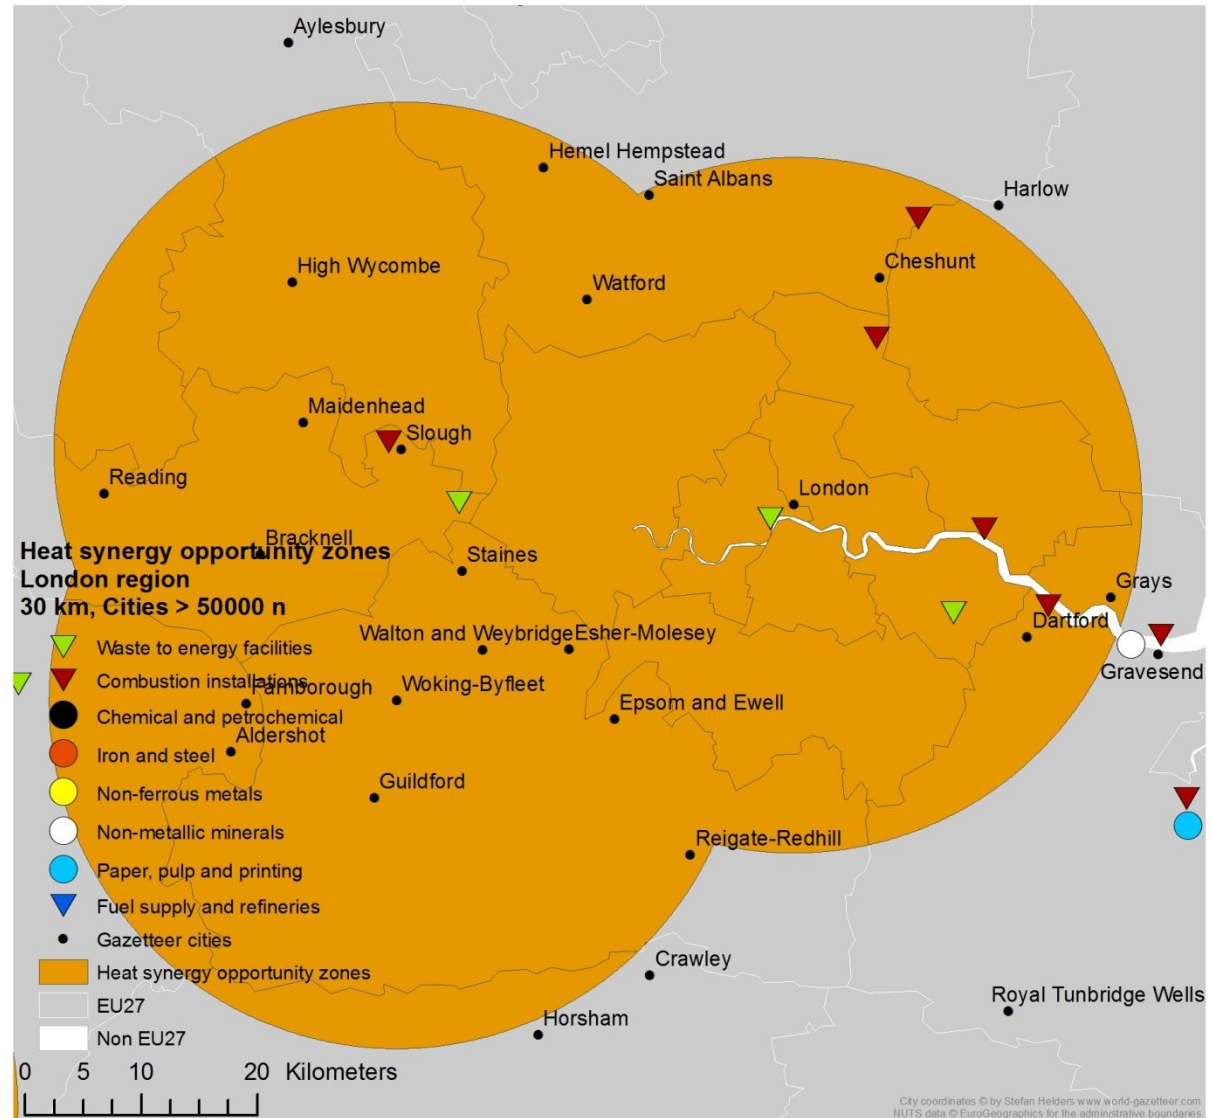 Aylesbury
Hemel Hempstead
Saint Albans
Harlow
High Wycombe
Cheshunt
Watford
Maidenhead
Slough
Reading
London
Bracknell
Heat synergy opportunity zones
London region
30 km, Cities > 50000 n
Staines
Grays
Dartford
Walton and Weybridge
Esher-Molesey
Gravesend
Waste to energy facilities
Combustion installations
Farnborough
Woking-Byfleet
Epsom and Ewell
Chemical and petrochemical
Aldershot
Iron and steel
Guildford
Non-ferrous metals
Non-metallic minerals
Reigate-Redhill
Paper, pulp and printing
Fuel supply and refineries
Gazetteer cities
Heat synergy opportunity zones
Crawley
EU27
Royal Tunbridge Wells
Non EU27
Horsham
0 5 10 20 Kilometers
City coordinates © by Stefan Helders www.world-gazetteer.com
NUTS data © EuroGeographics for the administrative boundaries